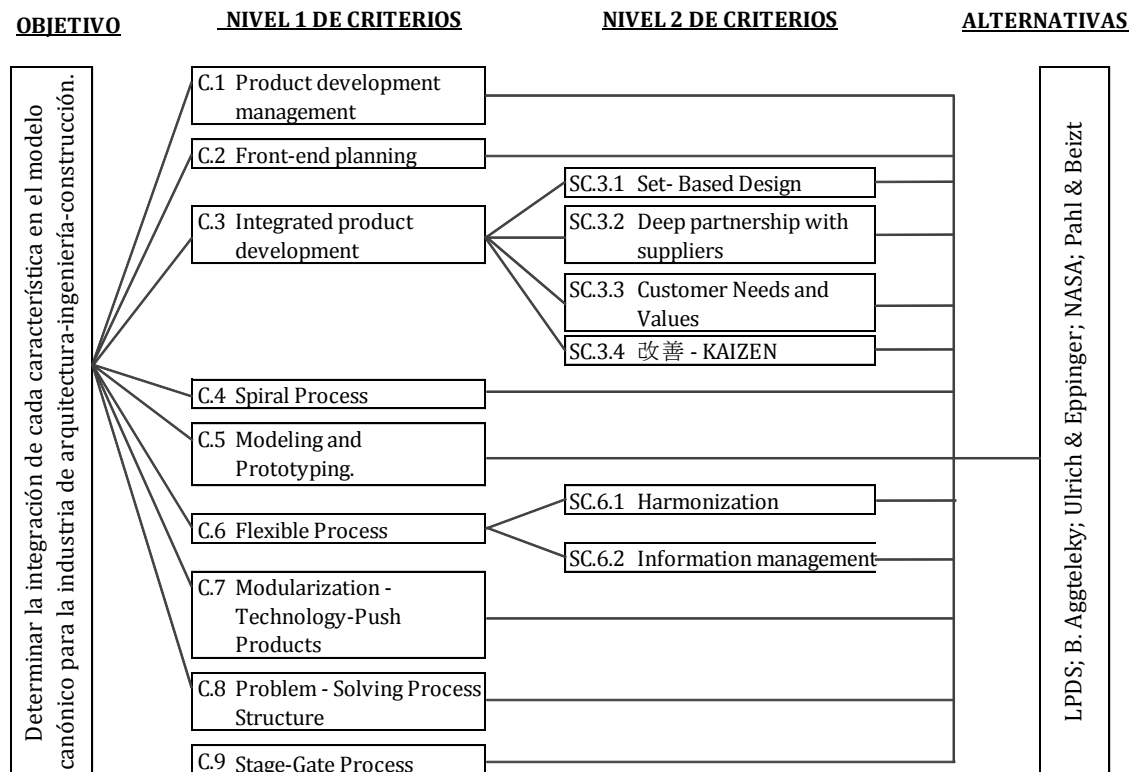 OBJETIVO
NIVEL 1 DE CRITERIOS
NIVEL 2 DE CRITERIOS
ALTERNATIVAS
Determinar la integración de cada característica en el modelo
canónico para la industria de arquitectura-ingeniería-construcción.
C.1 Product development
management
C.2 Front-end planning
C.3 Integrated product
development
SC.3.1 Set- Based Design
SC.3.2 Deep partnership with
suppliers
SC.3.3 Customer Needs and
Values
SC.3.4 改善 - KAIZEN
C.4 Spiral Process
C.5 Modeling and
Prototyping.
C.6 Flexible Process
SC.6.1 Harmonization
SC.6.2 Information management
C.7 Modularization -
Technology-Push
Products
C.8 Problem - Solving Process
Structure
C.9 Stage-Gate Process
LPDS; B. Aggteleky; Ulrich & Eppinger; NASA; Pahl & Beizt